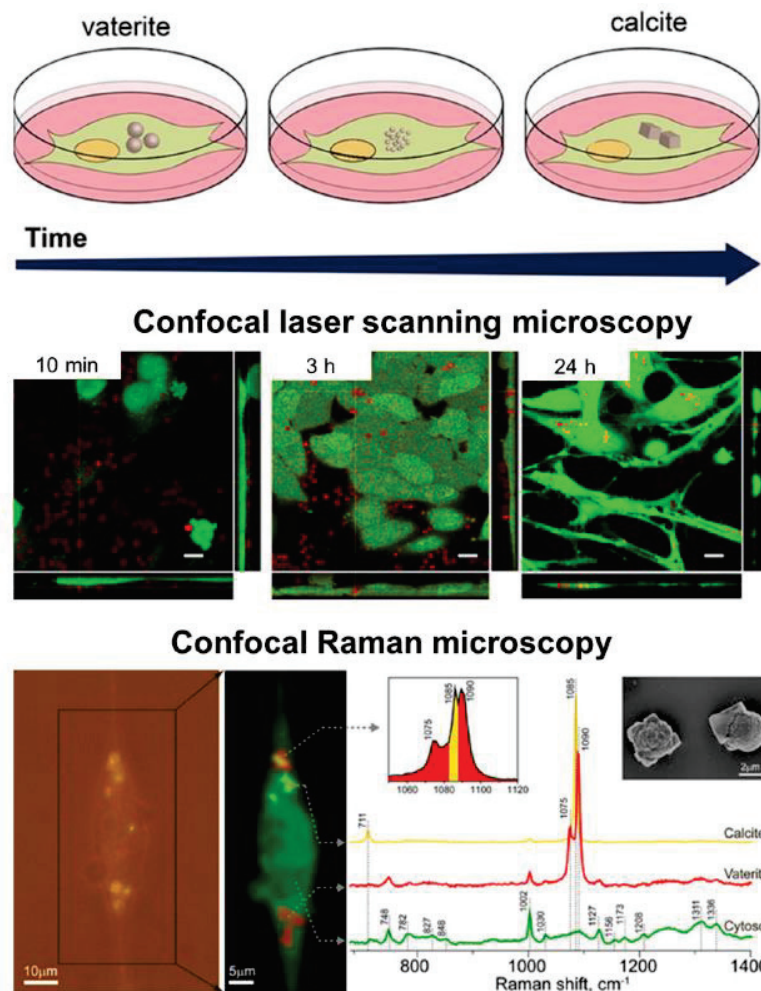 vaterite
calcite
Time
Confocal laser scanning microscopy
10 min
3 h
24 h
Confocal Raman microscopy
1075
1085
1090
1060 1080 1100 1120
1085
1090
1075
711
2μm
Calcite
Vaterit
Cytoso
748
782
827
848
1002
1030
1127
1156
1173
1208
1311
1336
10μm
5μm
800 1000 1200 1400
Raman shift, cm⁻¹